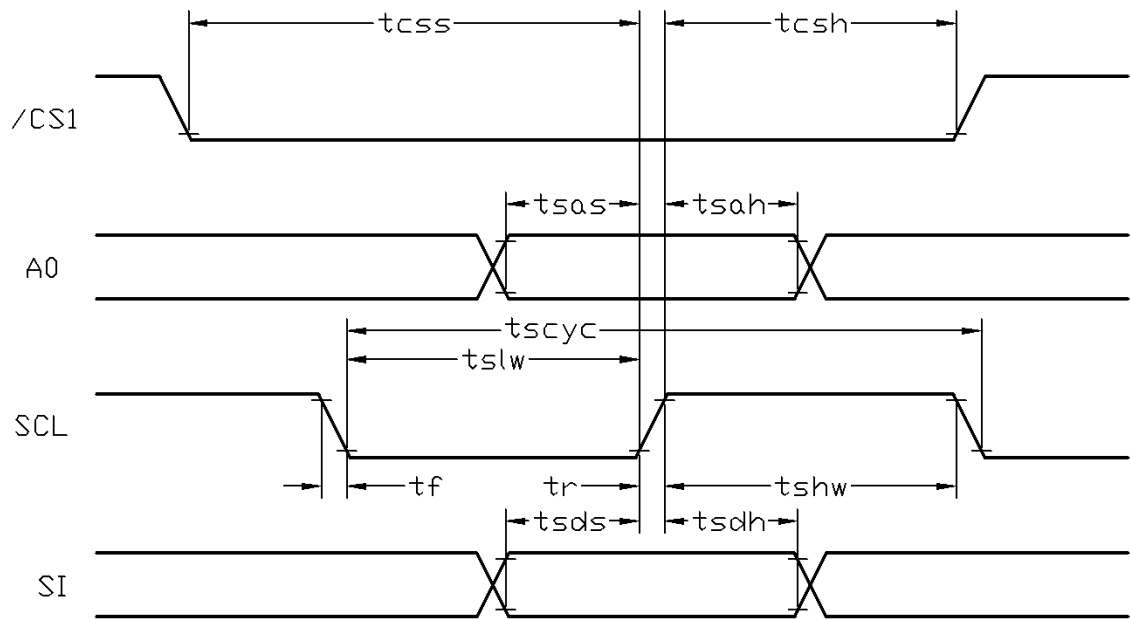 tcss tcsh
/CS1
tsas tsah
A0
tscyc
tslw
SCL
tf tr tshw
tsds tsdh
SI